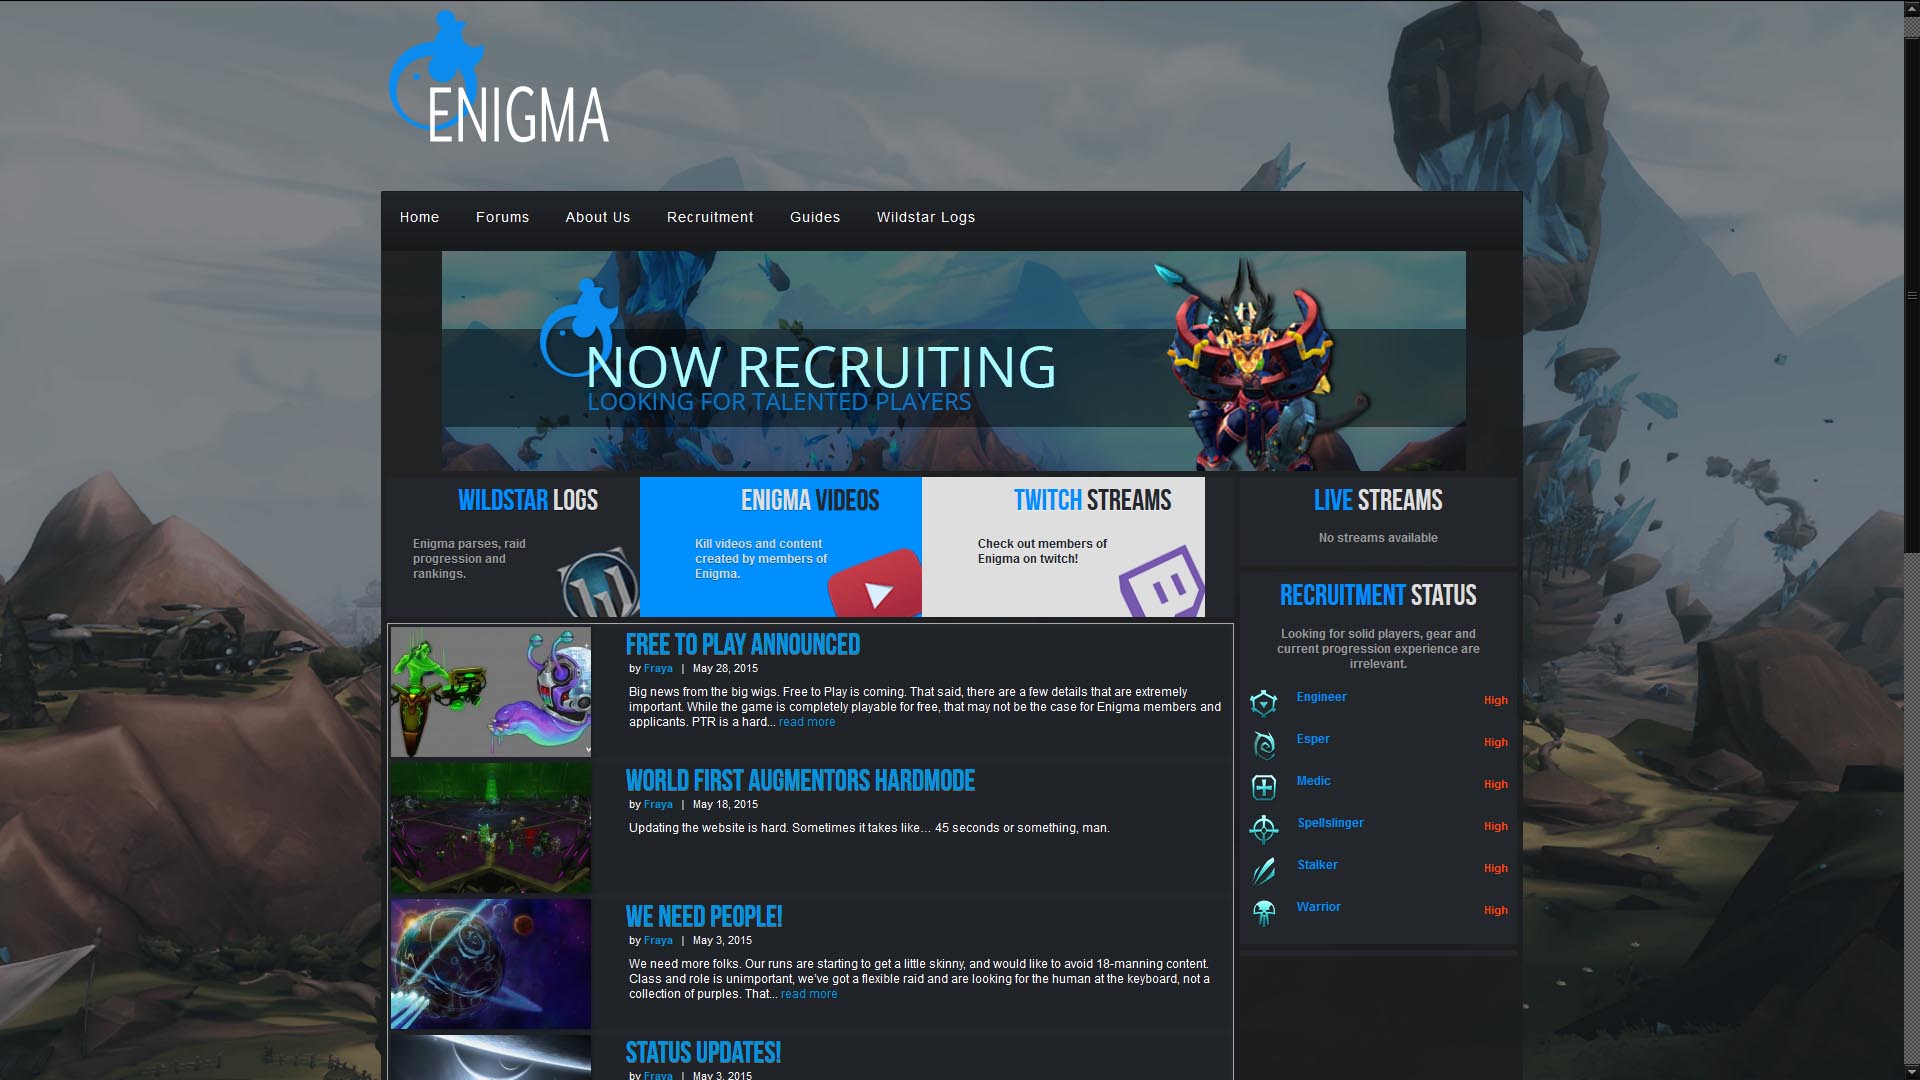 ENIGMA
Home Forums About Us Recruitment Guides Wildstar Logs
NOW RECRUITING
LOOKING FOR TALENTED PLAYERS
WILDSTAR LOGS
Enigma parses, raid
progression and
rankings.
ENIGMA VIDEOS
Kill videos and content
created by members of
Enigma.
TWITCH STREAMS
Check out members of
Enigma on twitch!
LIVE STREAMS
No streams available
RECRUITMENT STATUS
Looking for solid players, gear and
current progression experience are
irrelevant.
Engineer High
Esper High
Medic High
Spellslinger High
Stalker High
Warrior High
FREE TO PLAY ANNOUNCED
by Fraya | May 28, 2015
Big news from the big wigs. Free to Play is coming. That said, there are a few details that are extremely
important. While the game is completely playable for free, that may not be the case for Enigma members and
applicants. PTR is a hard... read more
WORLD FIRST AUGMENTORS HARDMODE
by Fraya | May 18, 2015
Updating the website is hard. Sometimes it takes like… 45 seconds or something, man.
WE NEED PEOPLE!
by Fraya | May 3, 2015
We need more folks. Our runs are starting to get a little skinny, and would like to avoid 18-manning content.
Class and role is unimportant, we've got a flexible raid and are looking for the human at the keyboard, not a
collection of purples. That... read more
STATUS UPDATES!
by Fraya | May 3, 2015